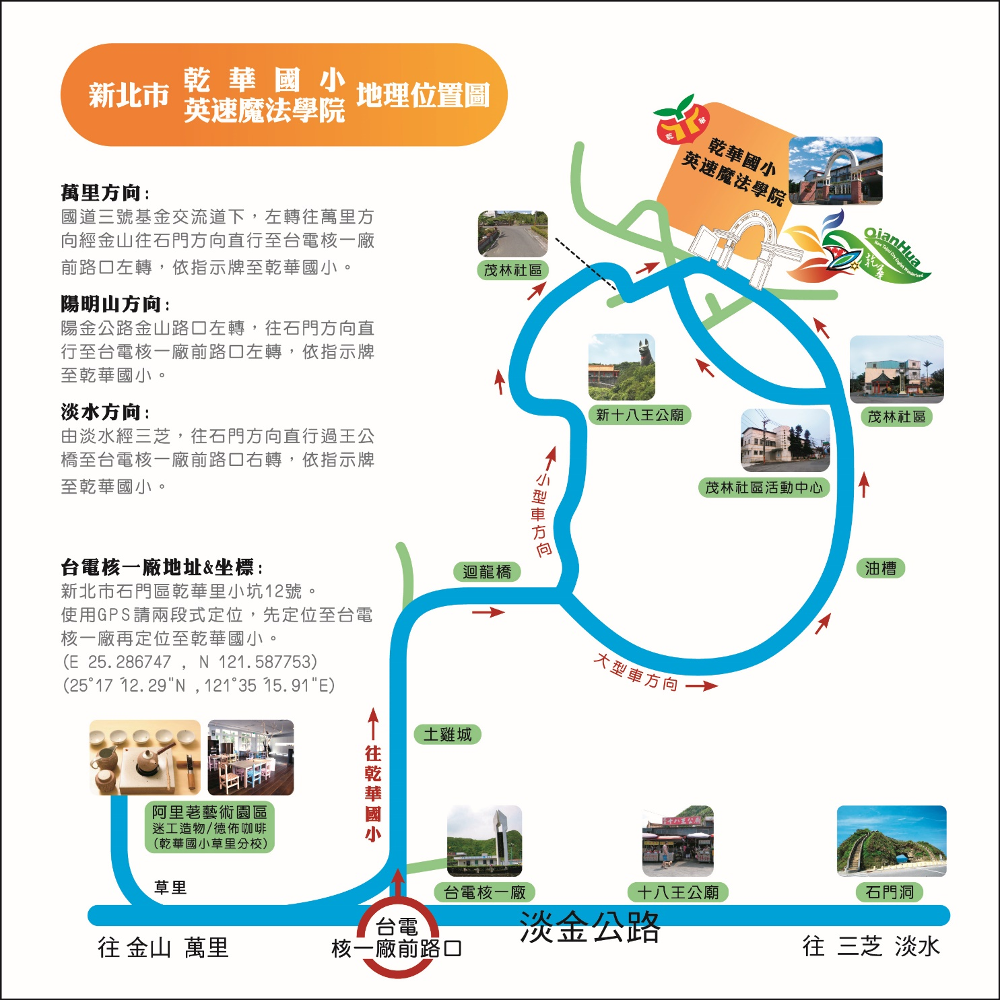 新北市 乾華國小 地理位置圖
英速魔法學院
萬里方向:
國道三號基金交流道下，左轉往萬里方
向經金山往石門方向直行至台電核一廠
前路口左轉，依指示牌至乾華國小。
陽明山方向:
陽金公路金山路口左轉，往石門方向直
行至台電核一廠前路口左轉，依指示牌
至乾華國小。
淡水方向:
由淡水經三芝，往石門方向直行過王公
橋至台電核一廠前路口右轉，依指示牌
至乾華國小。
台電核一廠地址&坐標:
新北市石門區乾華里小坑12號。
使用GPS請兩段式定位，先定位至台電
核一廠再定位至乾華國小。
(E 25.286747 , N 121.587753)
(25°17´12.29"N ,121°35´15.91"E)
乾 華
乾華國小
英速魔法學院
QianHua
New Taipei City English Wonderland
乾華
茂林社區
新十八王公廟
茂林社區
茂林社區活動中心
小型車方向
迴龍橋
油槽
大型車方向
土雞城
往乾華國小
阿里荖藝術園區
迷工造物/德佈咖啡
(乾華國小草里分校)
草里
台電核一廠
十八王公廟
十八王公廟
石門洞
淡金公路
台電
核一廠前路口
往 金山 萬里
往 三芝 淡水